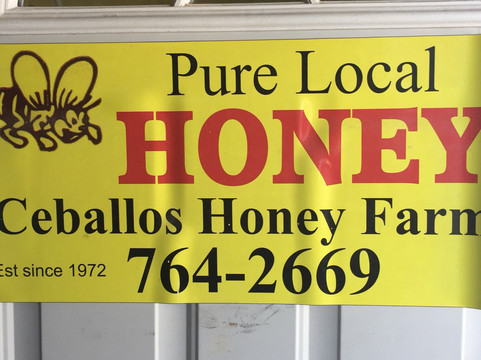 Pure Local
HONEY
Ceballos Honey Farm
Est since 1972
764-2669